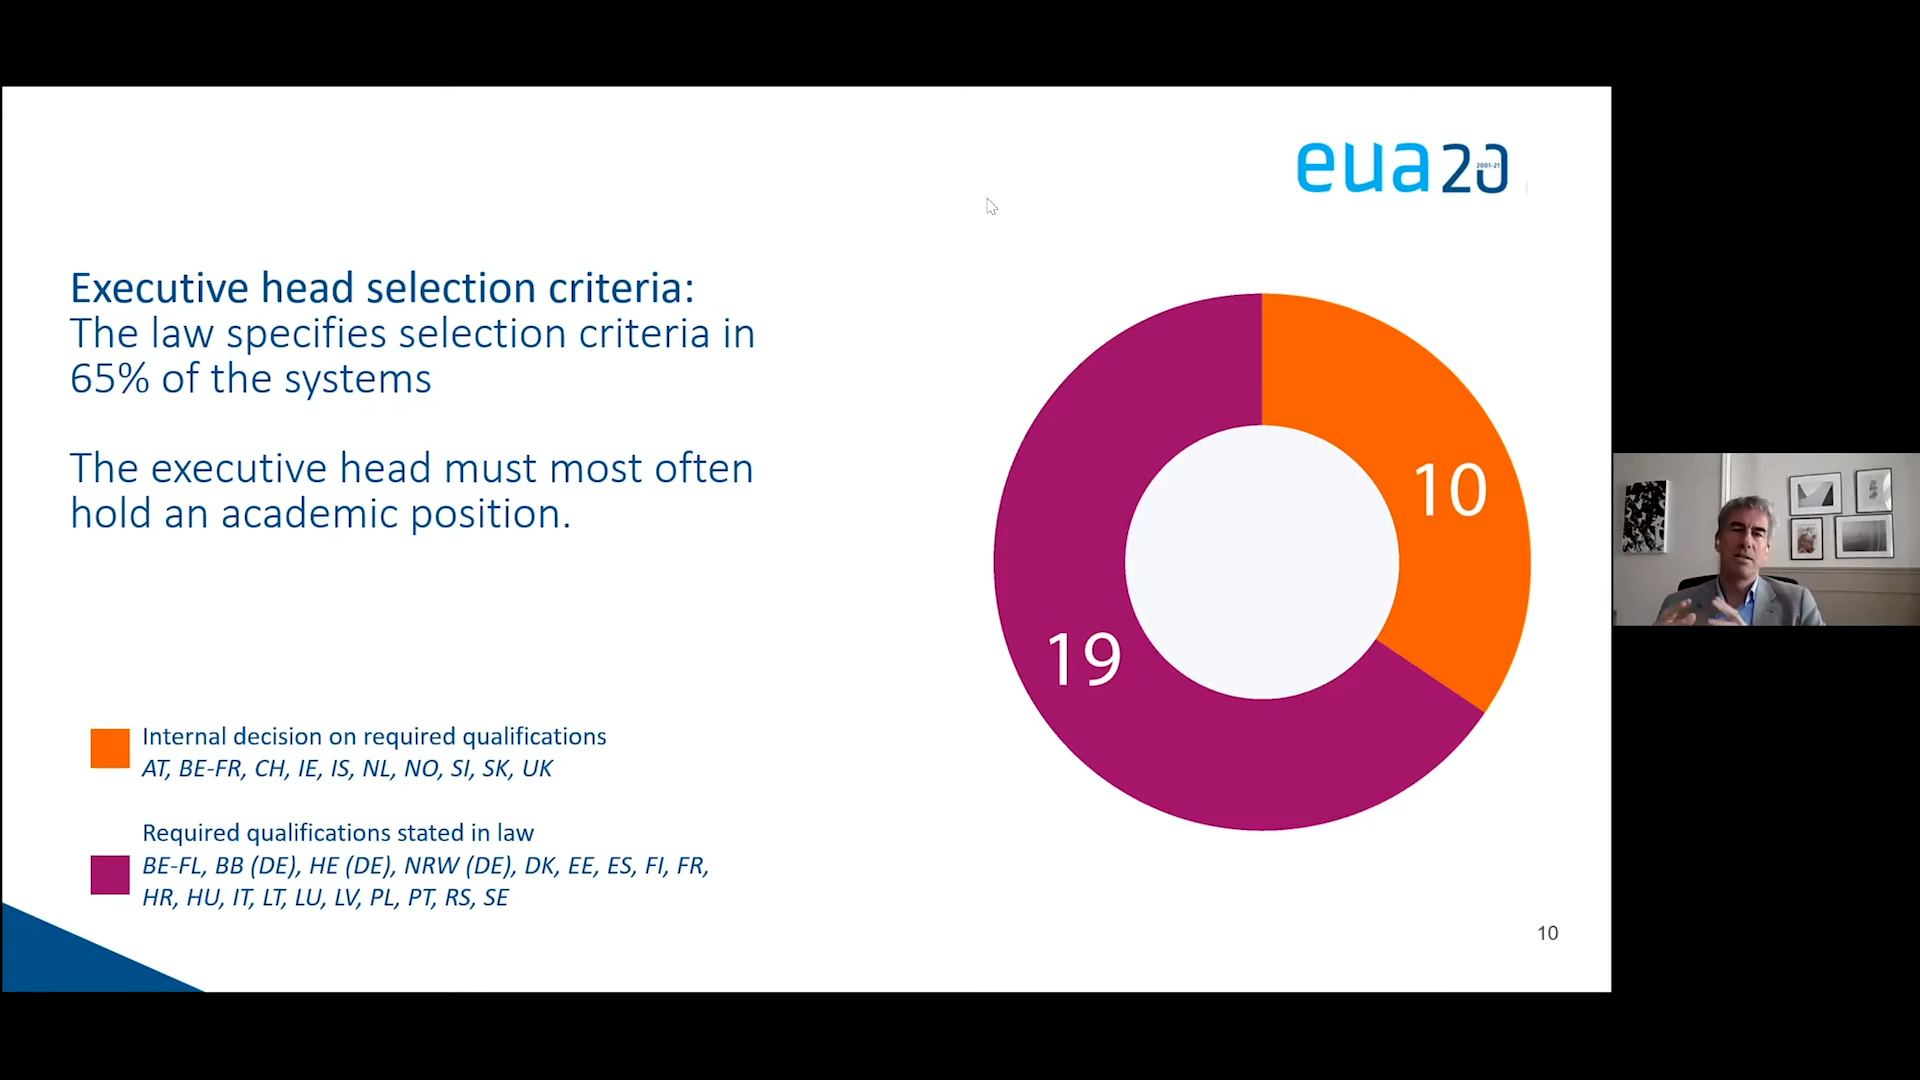 eua20
2001-21
Executive head selection criteria:
The law specifies selection criteria in
65% of the systems
The executive head must most often
hold an academic position.
10
19
Internal decision on required qualifications
AT, BE-FR, CH, IE, IS, NL, NO, SI, SK, UK
Required qualifications stated in law
BE-FL, BB (DE), HE (DE), NRW (DE), DK, EE, ES, FI, FR,
HR, HU, IT, LT, LU, LV, PL, PT, RS, SE
10